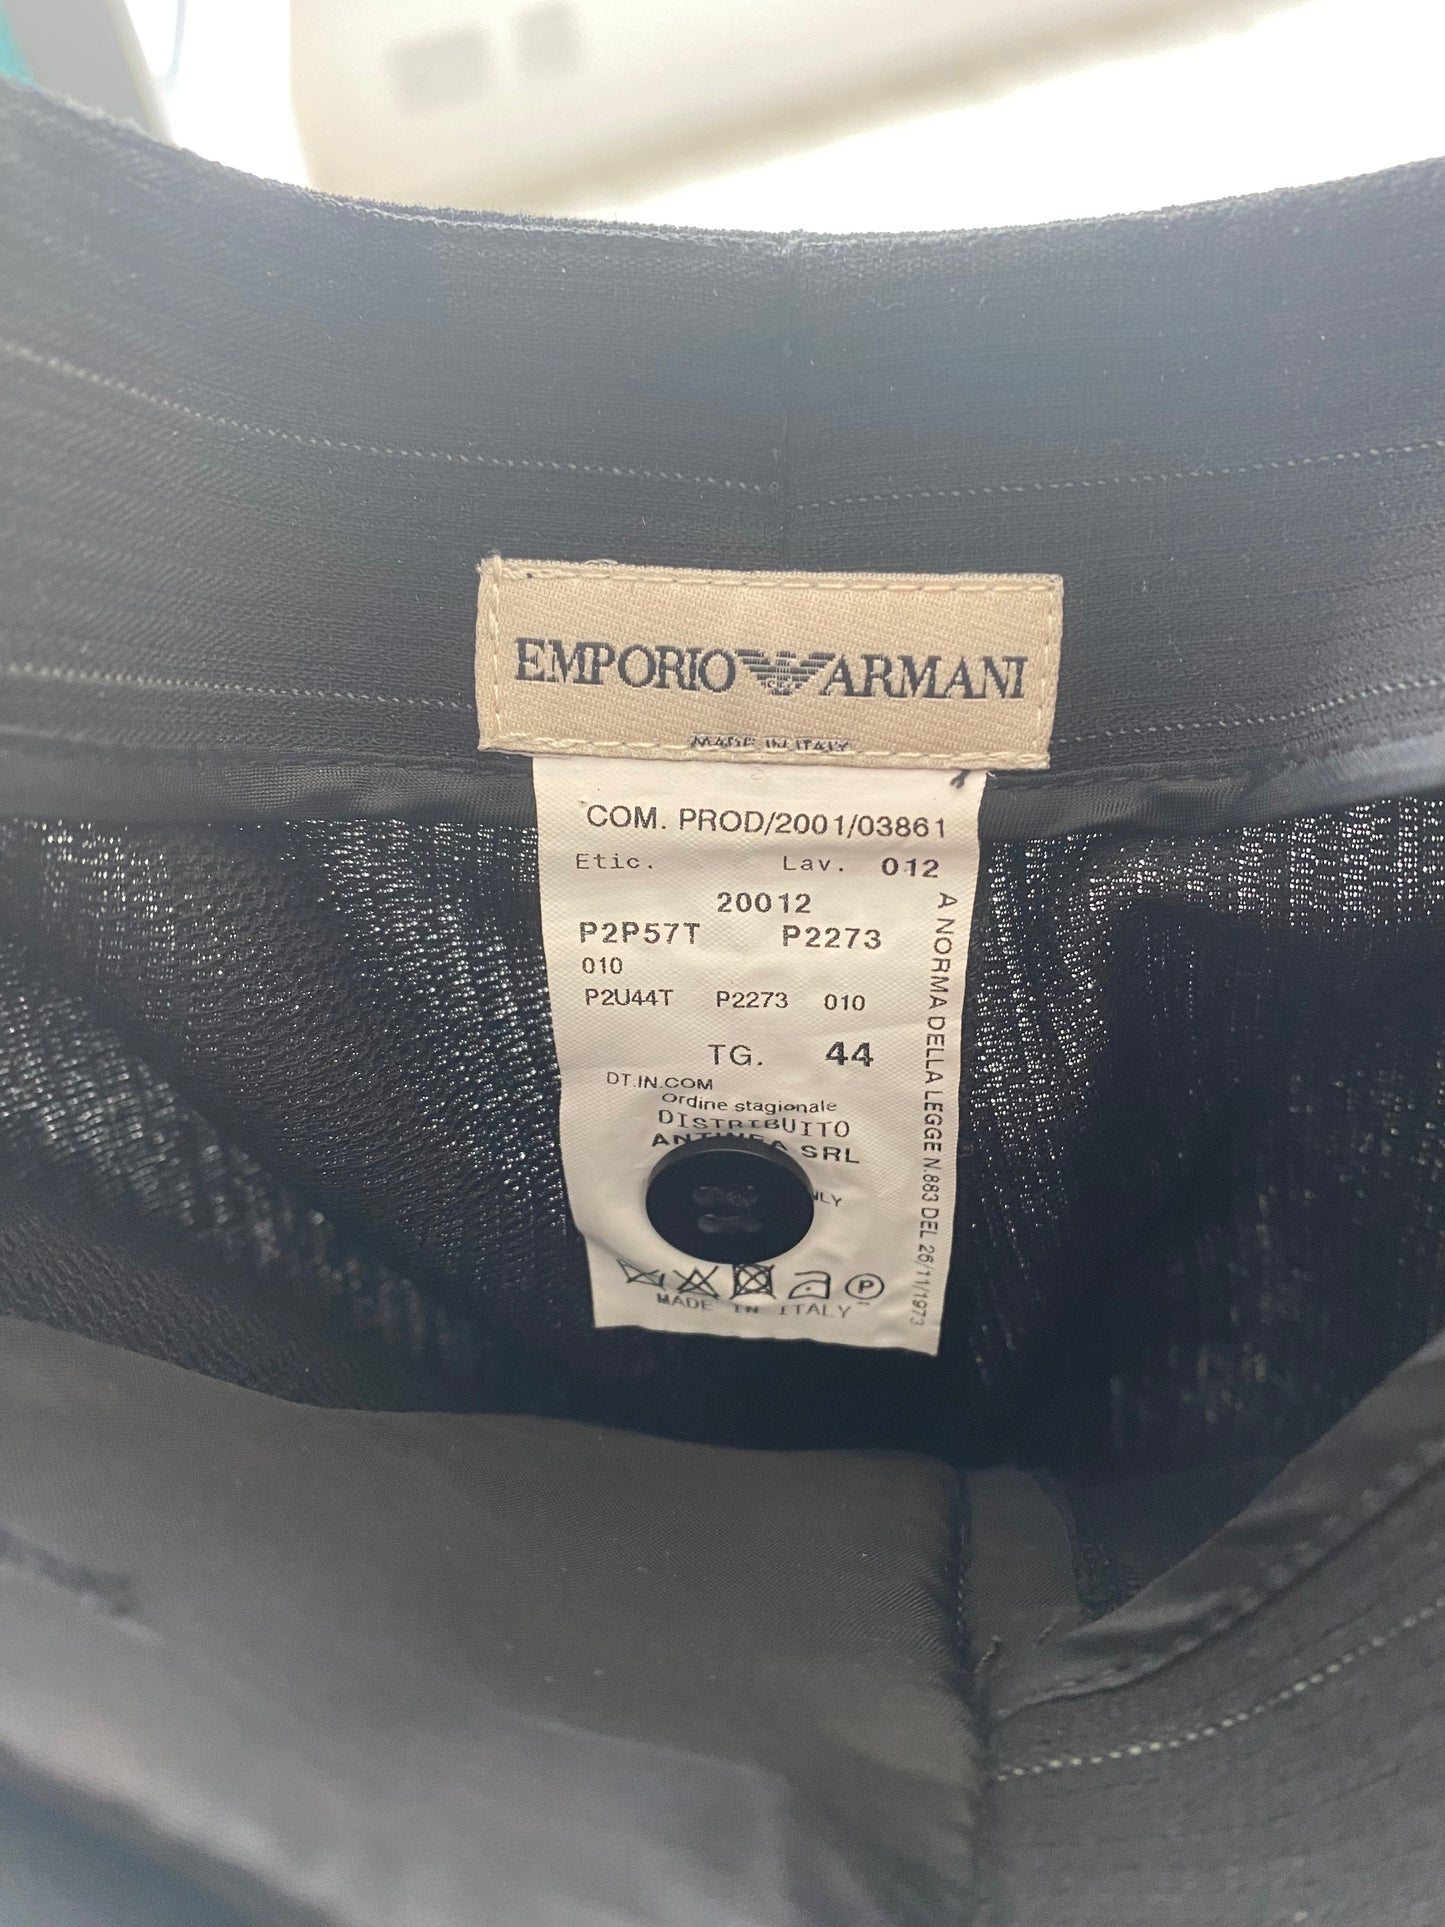 EMPORIO ARMANI
MADE IN ITALY
COM. PROD/2001/03861
Etic. Lav. 012
20012
P2P57T P2273
010
P2U44T P2273 010
TG. 44
DT.IN.COM
Ordine stagionale
DISTRIBUITO
SRL
P
MADE IN ITALY
A NORMA DELLA LEGGE N.883 DEL 26/11/1973